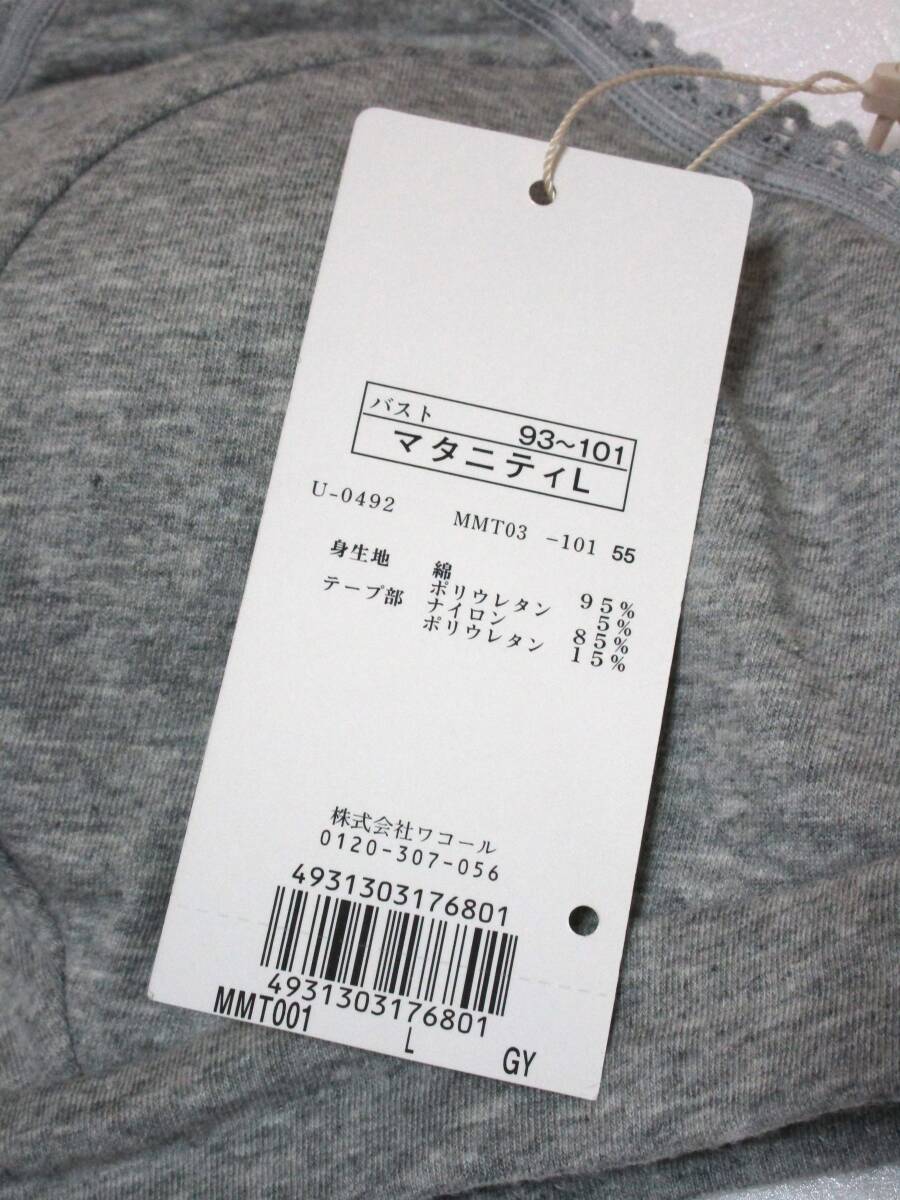 バスト 93~101
マタニティL
U-0492 MMT03 -101 55
身生地 綿 95%
ポリウレタン 5%
テープ部 ナイロン 85%
ポリウレタン 15%
株式会社ワコール
0120-307-056
4931303176801
4931303176801
MMT001 L GY